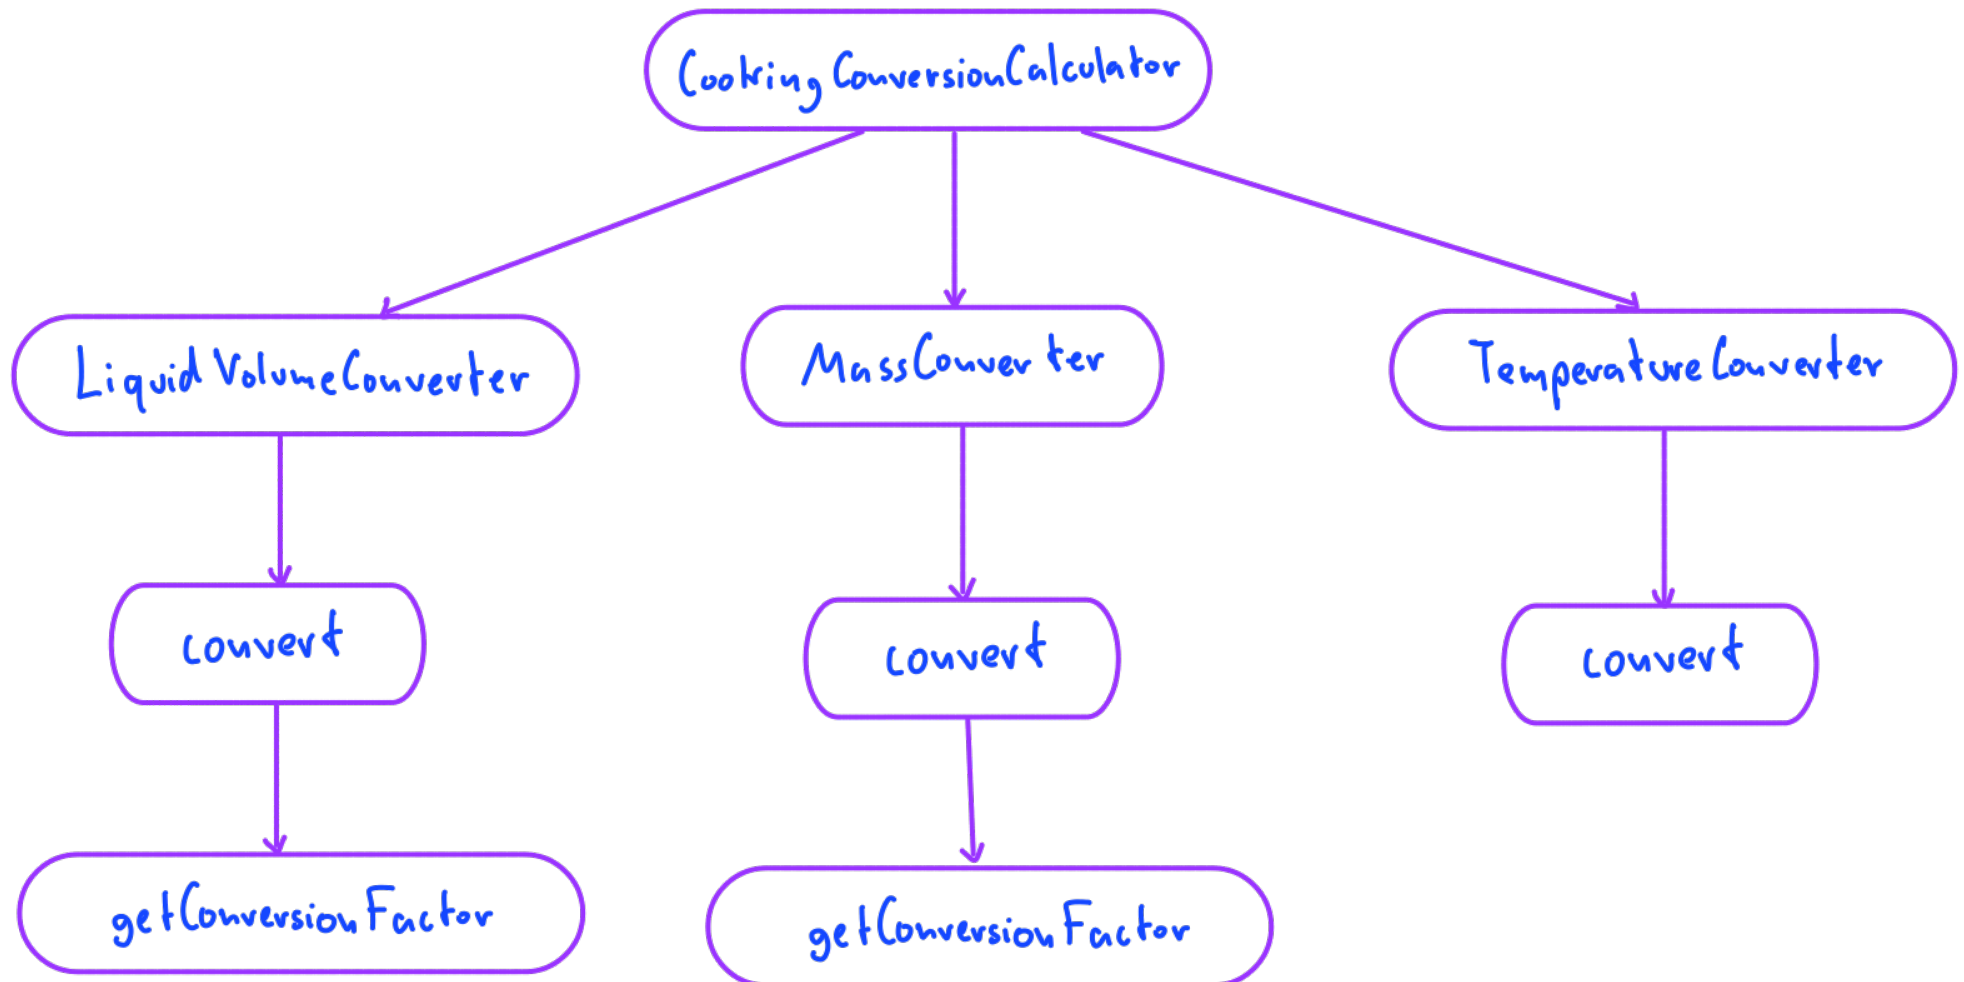 CookingConversionCalculator
LiquidVolumeConverter
MassConverter
TemperatureConverter
convert
convert
convert
getConversionFactor
getConversionFactor